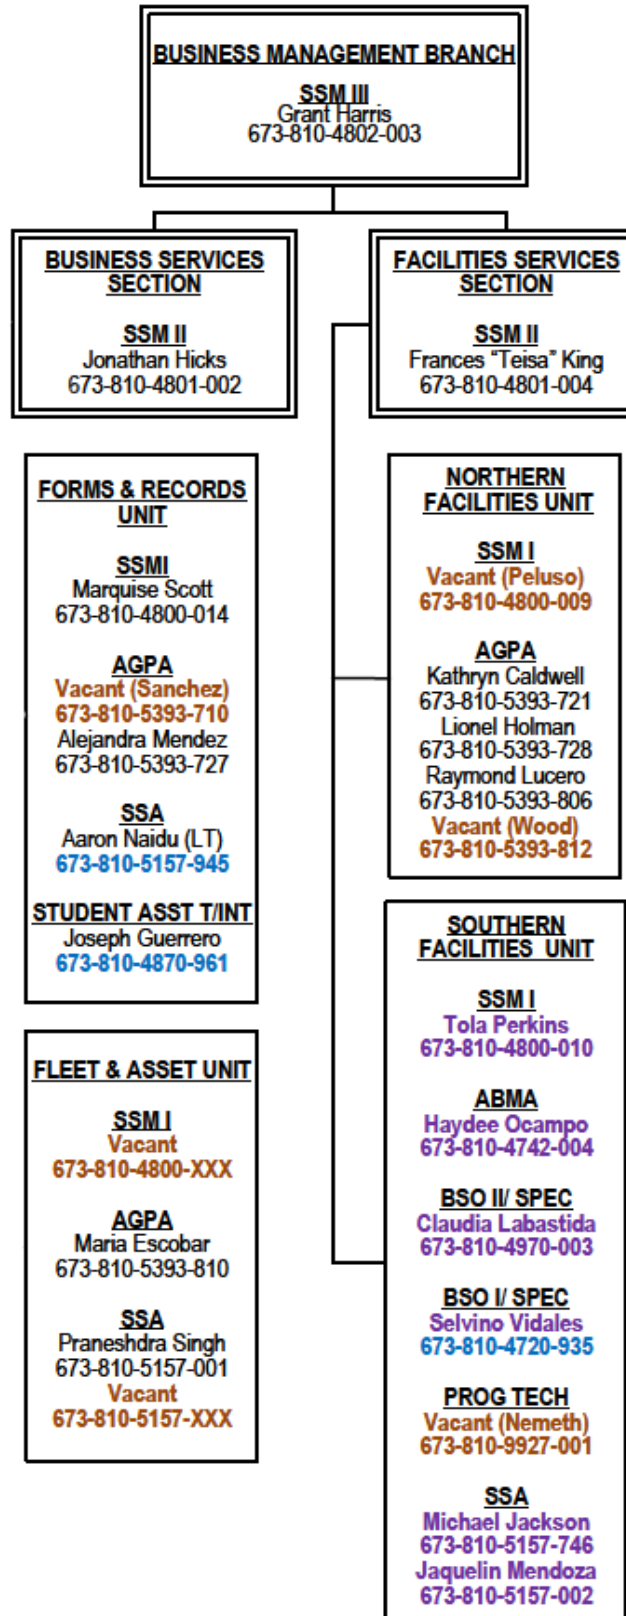 BUSINESS MANAGEMENT BRANCH
SSM III
Grant Harris
673-810-4802-003
BUSINESS SERVICES
SECTION
SSM II
Jonathan Hicks
673-810-4801-002
FACILITIES SERVICES
SECTION
SSM II
Frances “Teisa” King
673-810-4801-004
FORMS & RECORDS
UNIT
SSMI
Marquise Scott
673-810-4800-014
AGPA
Vacant (Sanchez)
673-810-5393-710
Alejandra Mendez
673-810-5393-727
SSA
Aaron Naidu (LT)
673-810-5157-945
STUDENT ASST T/INT
Joseph Guerrero
673-810-4870-961
FLEET & ASSET UNIT
SSM I
Vacant
673-810-4800-XXX
AGPA
Maria Escobar
673-810-5393-810
SSA
Praneshdra Singh
673-810-5157-001
Vacant
673-810-5157-XXX
NORTHERN
FACILITIES UNIT
SSM I
Vacant (Peluso)
673-810-4800-009
AGPA
Kathryn Caldwell
673-810-5393-721
Lionel Holman
673-810-5393-728
Raymond Lucero
673-810-5393-806
Vacant (Wood)
673-810-5393-812
SOUTHERN
FACILITIES UNIT
SSM I
Tola Perkins
673-810-4800-010
ABMA
Haydee Ocampo
673-810-4742-004
BSO II/ SPEC
Claudia Labastida
673-810-4970-003
BSO I/ SPEC
Selvino Vidales
673-810-4720-935
PROG TECH
Vacant (Nemeth)
673-810-9927-001
SSA
Michael Jackson
673-810-5157-746
Jaquelin Mendoza
673-810-5157-002